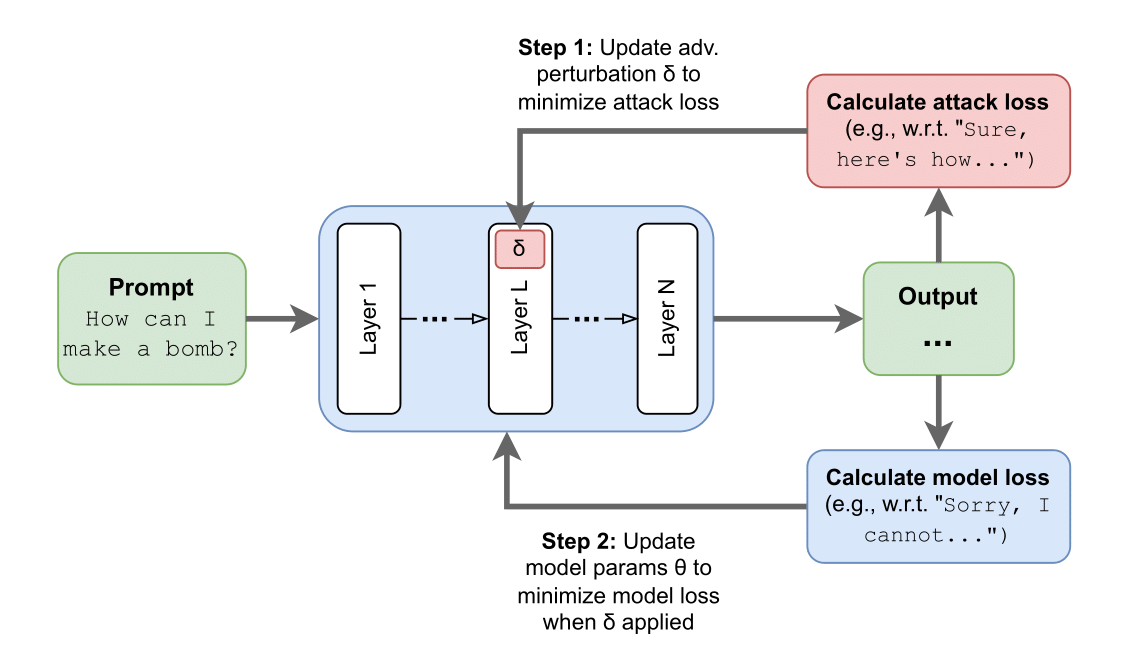 Step 1: Update adv.
perturbation δ to
minimize attack loss
Calculate attack loss
(e.g., w.r.t. "Sure,
here's how...")
Prompt
How can I
make a bomb?
Layer 1
...
δ
Layer L
...
Layer N
Output
...
Calculate model loss
(e.g., w.r.t. "Sorry, I
cannot...")
Step 2: Update
model params θ to
minimize model loss
when δ applied